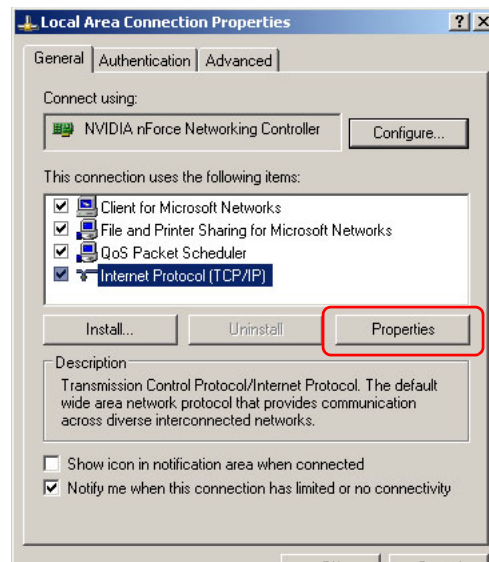 Local Area Connection Properties
General Authentication Advanced
Connect using:
NVIDIA nForce Networking Controller Configure...
This connection uses the following items:
Client for Microsoft Networks
File and Printer Sharing for Microsoft Networks
QoS Packet Scheduler
Internet Protocol (TCP/IP)
Install... Uninstall Properties
Description
Transmission Control Protocol/Internet Protocol. The default
wide area network protocol that provides communication
across diverse interconnected networks.
Show icon in notification area when connected
Notify me when this connection has limited or no connectivity